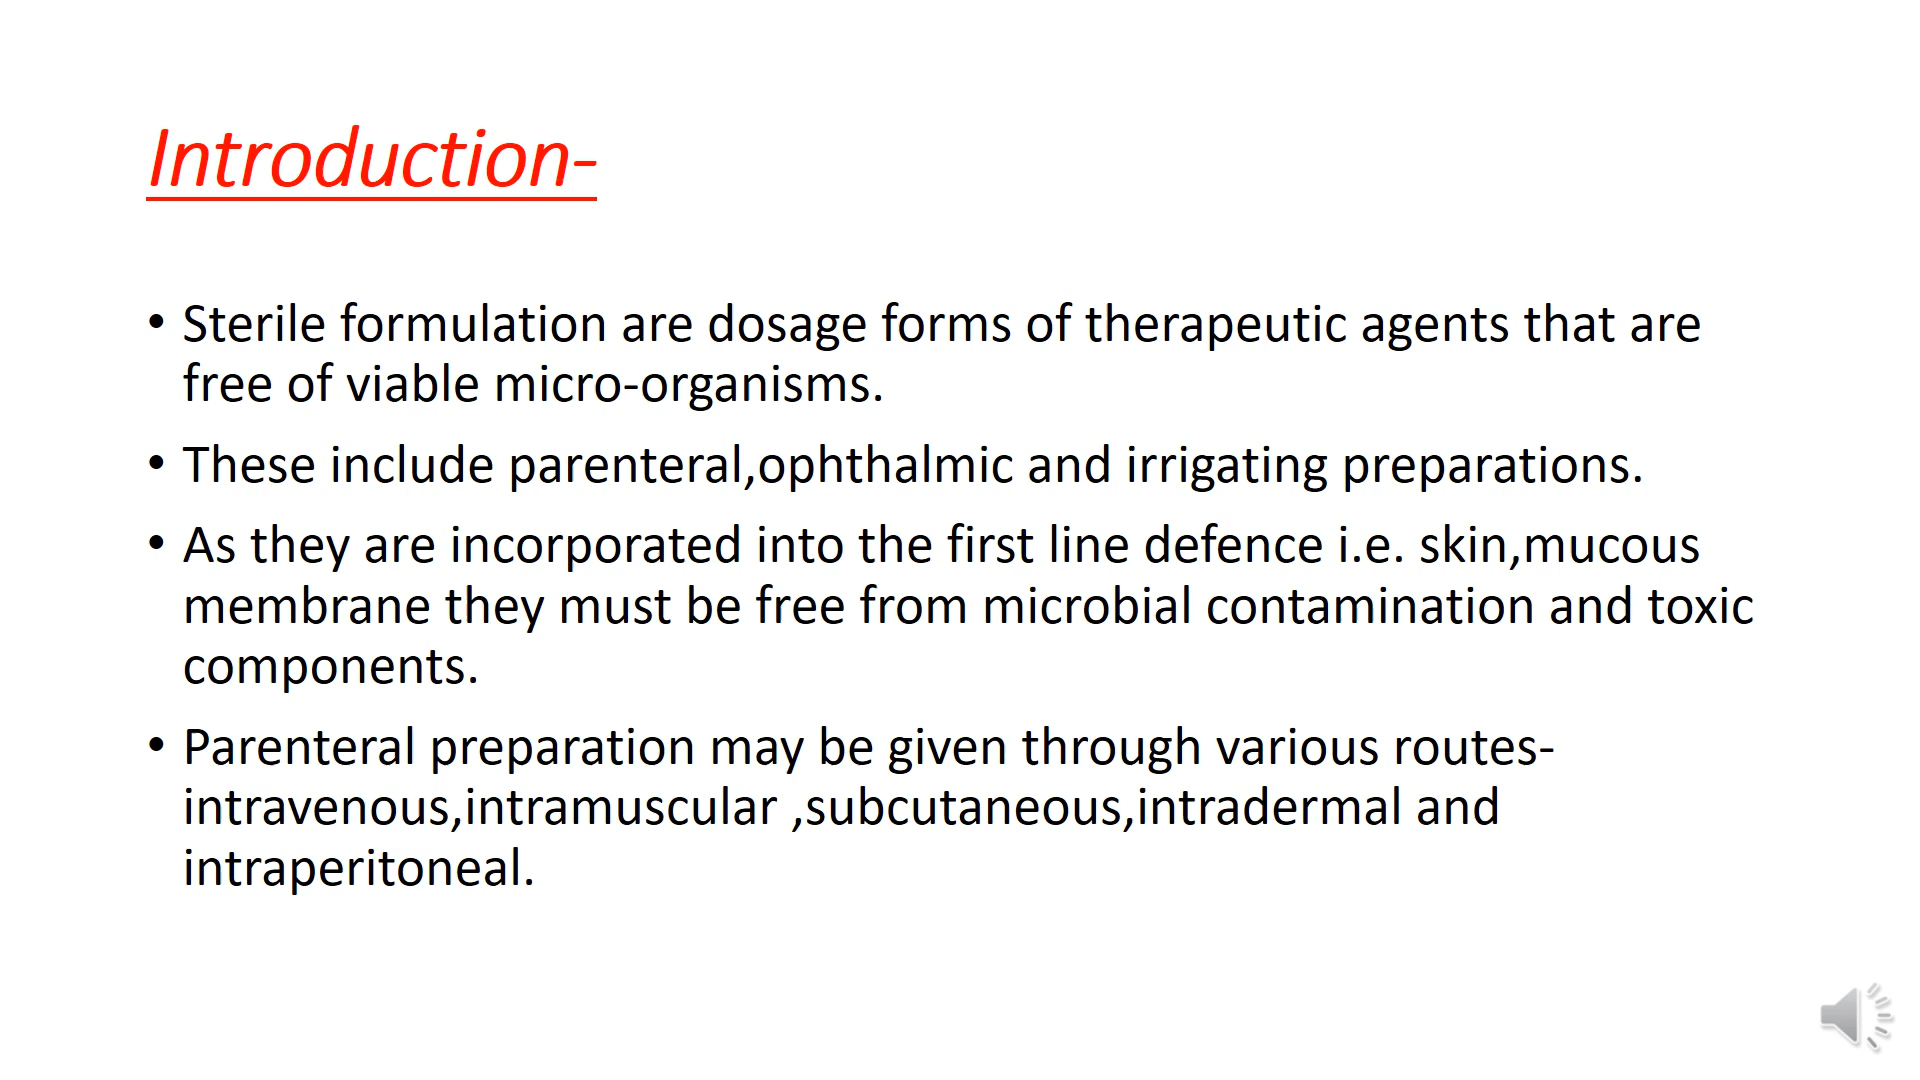 Introduction-
• Sterile formulation are dosage forms of therapeutic agents that are
free of viable micro-organisms.
• These include parenteral,ophthalmic and irrigating preparations.
• As they are incorporated into the first line defence i.e. skin,mucous
membrane they must be free from microbial contamination and toxic
components.
• Parenteral preparation may be given through various routes-
intravenous,intramuscular ,subcutaneous,intradermal and
intraperitoneal.